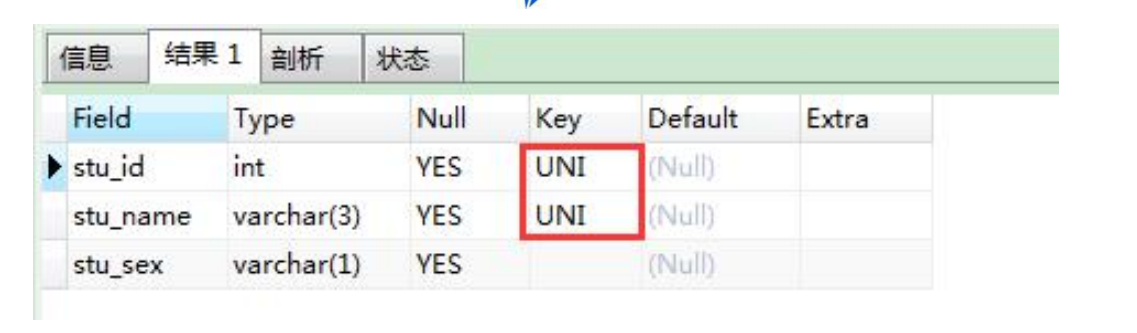 信息 结果 1 剖析 状态
Field Type Null Key Default Extra
stu_id int YES UNI (Null)
stu_name varchar(3) YES UNI (Null)
stu_sex varchar(1) YES (Null)